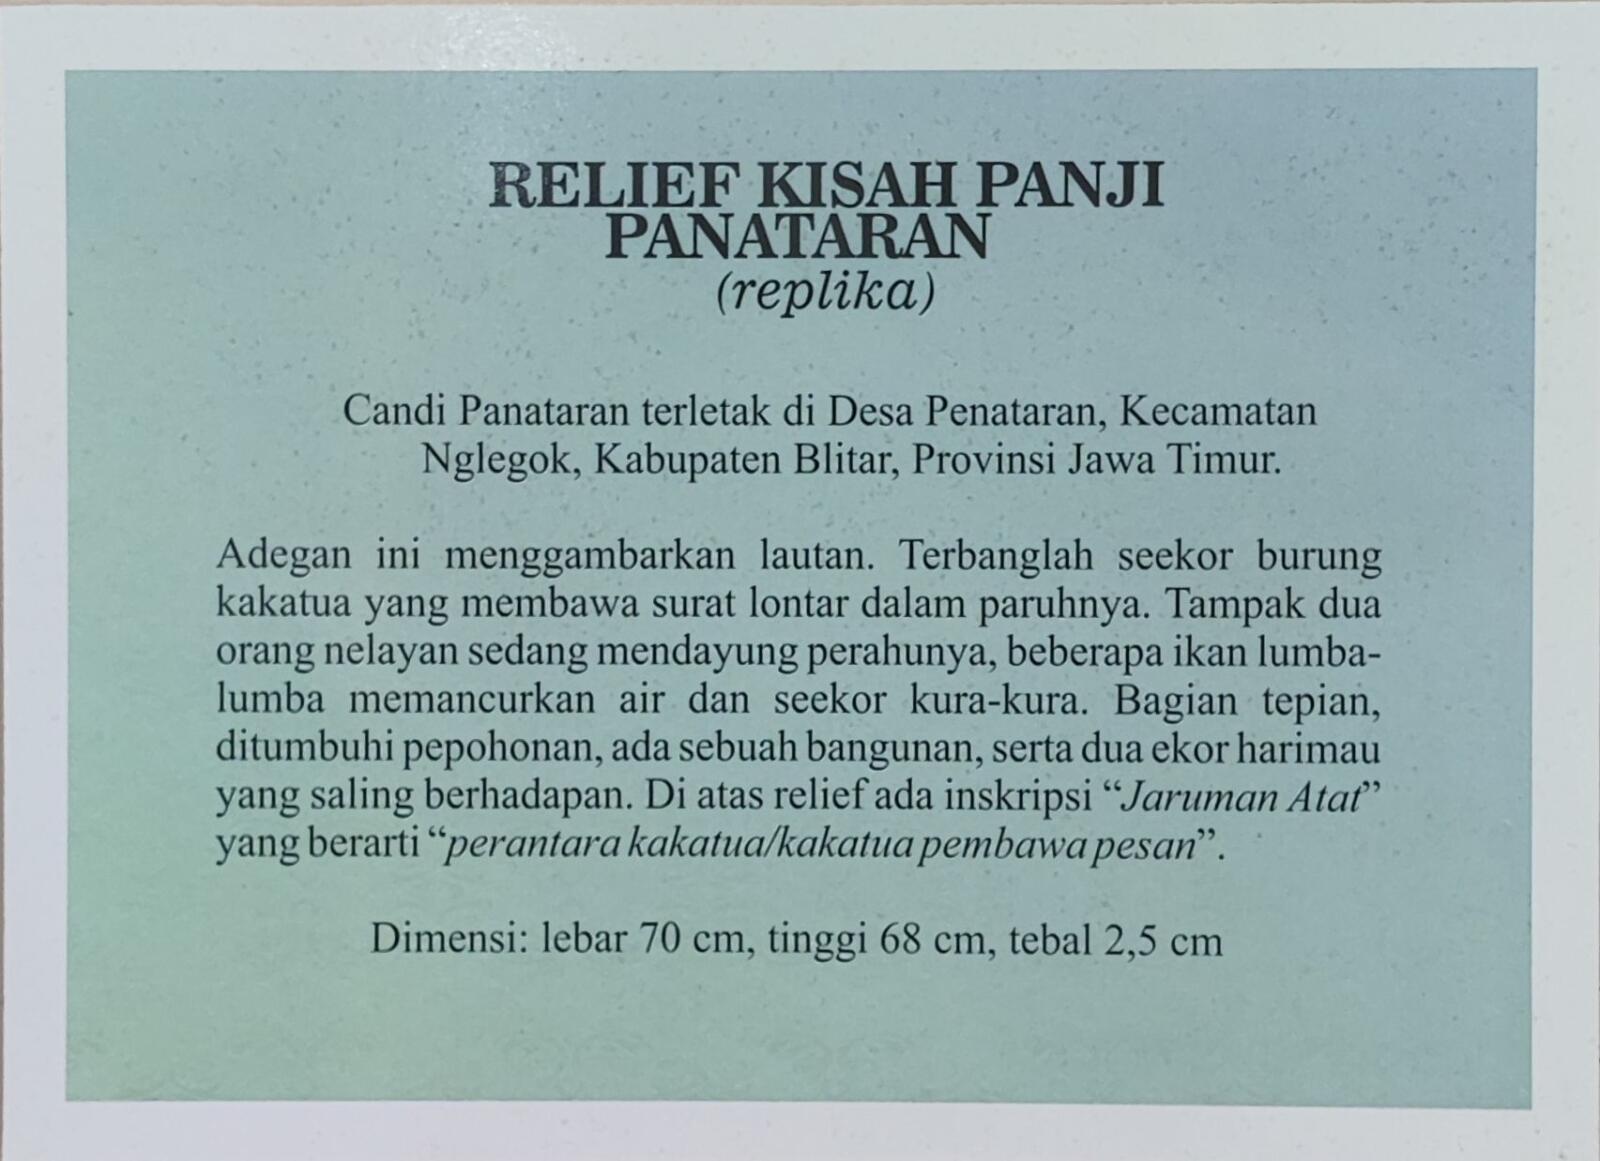 RELIEF KISAH PANJI
PANATARAN
(replika)
Candi Panataran terletak di Desa Penataran, Kecamatan
Nglegok, Kabupaten Blitar, Provinsi Jawa Timur.
Adegan ini menggambarkan lautan. Terbanglah seekor burung
kakatua yang membawa surat lontar dalam paruhnya. Tampak dua
orang nelayan sedang mendayung perahunya, beberapa ikan lumba-
lumba memancurkan air dan seekor kura-kura. Bagian tepian,
ditumbuhi pepohonan, ada sebuah bangunan, serta dua ekor harimau
yang saling berhadapan. Di atas relief ada inskripsi “Jaruman Atat”
yang berarti “perantara kakatua/kakatua pembawa pesan”.
Dimensi: lebar 70 cm, tinggi 68 cm, tebal 2,5 cm